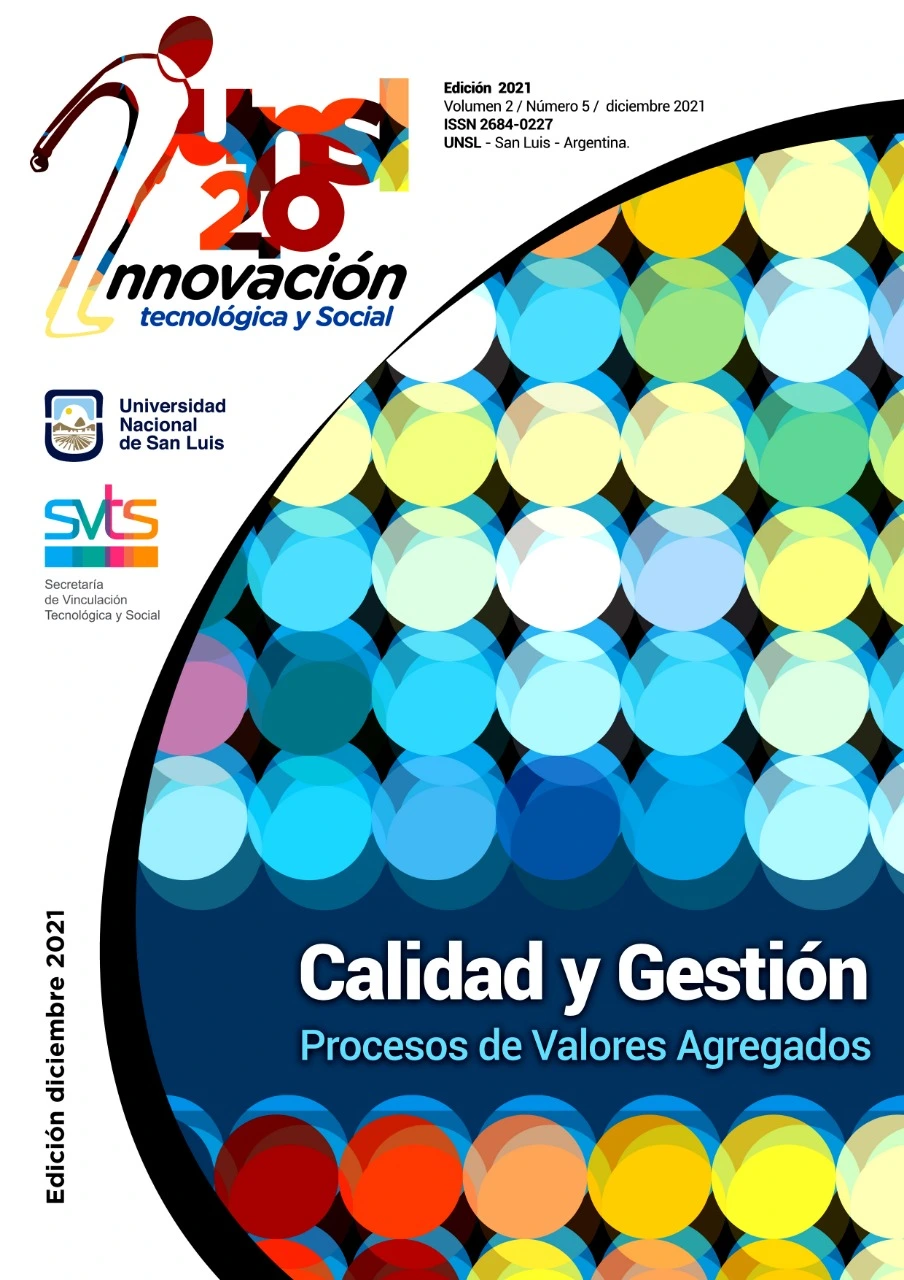 Edición 2021
Volumen 2 / Número 5 / diciembre 2021
ISSN 2684-0227
UNSL - San Luis - Argentina.
unsl
20
innovación
tecnológica y Social
Universidad
Nacional
de San Luis
svts
Secretaría
de Vinculación
Tecnológica y Social
Calidad y Gestión
Procesos de Valores Agregados
Edición diciembre 2021